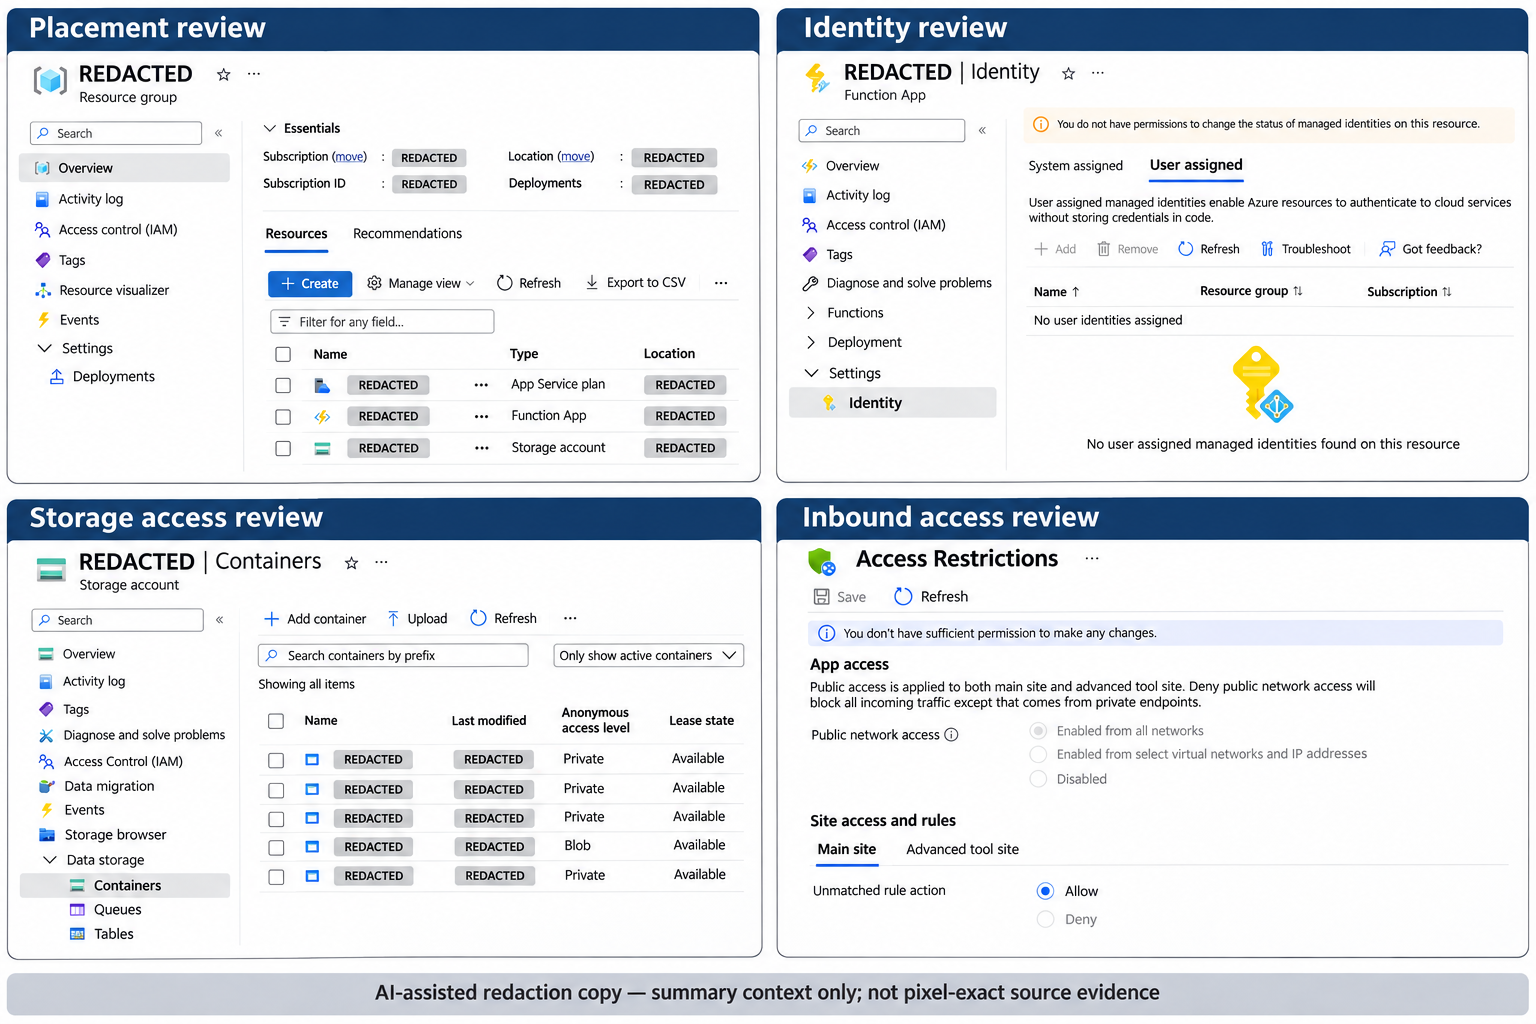 Placement review
REDACTED
Resource group
Search
Overview
Activity log
Access control (IAM)
Tags
Resource visualizer
Events
Settings
Deployments
Essentials
Subscription (move) : REDACTED Location (move) : REDACTED
Subscription ID : REDACTED Deployments : REDACTED
Resources Recommendations
+ Create Manage view Refresh Export to CSV ...
Filter for any field...
Name Type Location
REDACTED ... App Service plan REDACTED
REDACTED ... Function App REDACTED
REDACTED ... Storage account REDACTED
Identity review
REDACTED | Identity
Function App
Search
Overview
Activity log
Access control (IAM)
Tags
Diagnose and solve problems
Functions
Deployment
Settings
Identity
You do not have permissions to change the status of managed identities on this resource.
System assigned User assigned
User assigned managed identities enable Azure resources to authenticate to cloud services
without storing credentials in code.
+ Add Remove Refresh Troubleshoot Got feedback?
Name ↑ Resource group ↑↓ Subscription ↑↓
No user identities assigned
No user assigned managed identities found on this resource
Storage access review
REDACTED | Containers
Storage account
Search
Overview
Activity log
Tags
Diagnose and solve problems
Access Control (IAM)
Data migration
Events
Storage browser
Data storage
Containers
Queues
Tables
+ Add container Upload Refresh ...
Search containers by prefix Only show active containers
Showing all items
Name Last modified Anonymous access level Lease state
REDACTED REDACTED Private Available
REDACTED REDACTED Private Available
REDACTED REDACTED Private Available
REDACTED REDACTED Blob Available
REDACTED REDACTED Private Available
Inbound access review
Access Restrictions ...
Save Refresh
You don't have sufficient permission to make any changes.
App access
Public access is applied to both main site and advanced tool site. Deny public network access will
block all incoming traffic except that comes from private endpoints.
Public network access
Enabled from all networks
Enabled from select virtual networks and IP addresses
Disabled
Site access and rules
Main site Advanced tool site
Unmatched rule action
Allow
Deny
AI-assisted redaction copy — summary context only; not pixel-exact source evidence